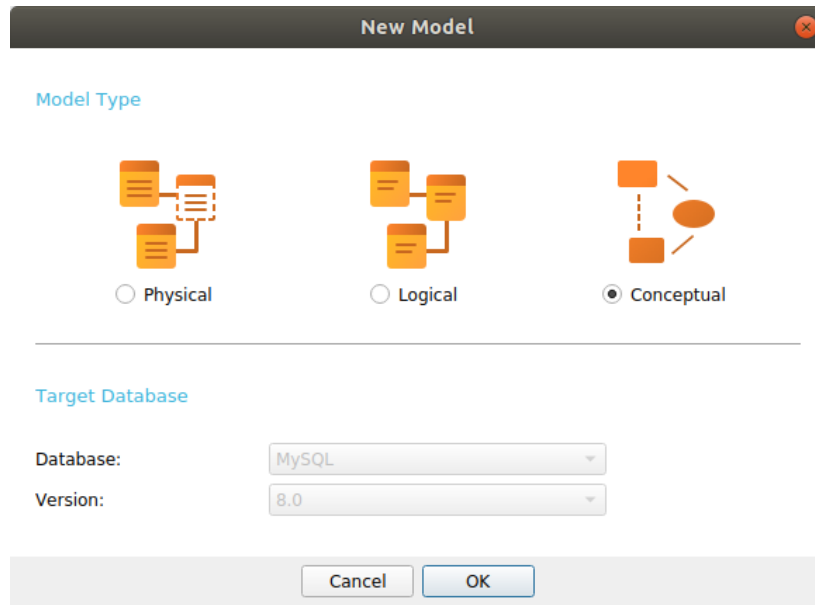 New Model
Model Type
Physical
Logical
Conceptual
Target Database
Database: MySQL
Version: 8.0
Cancel OK